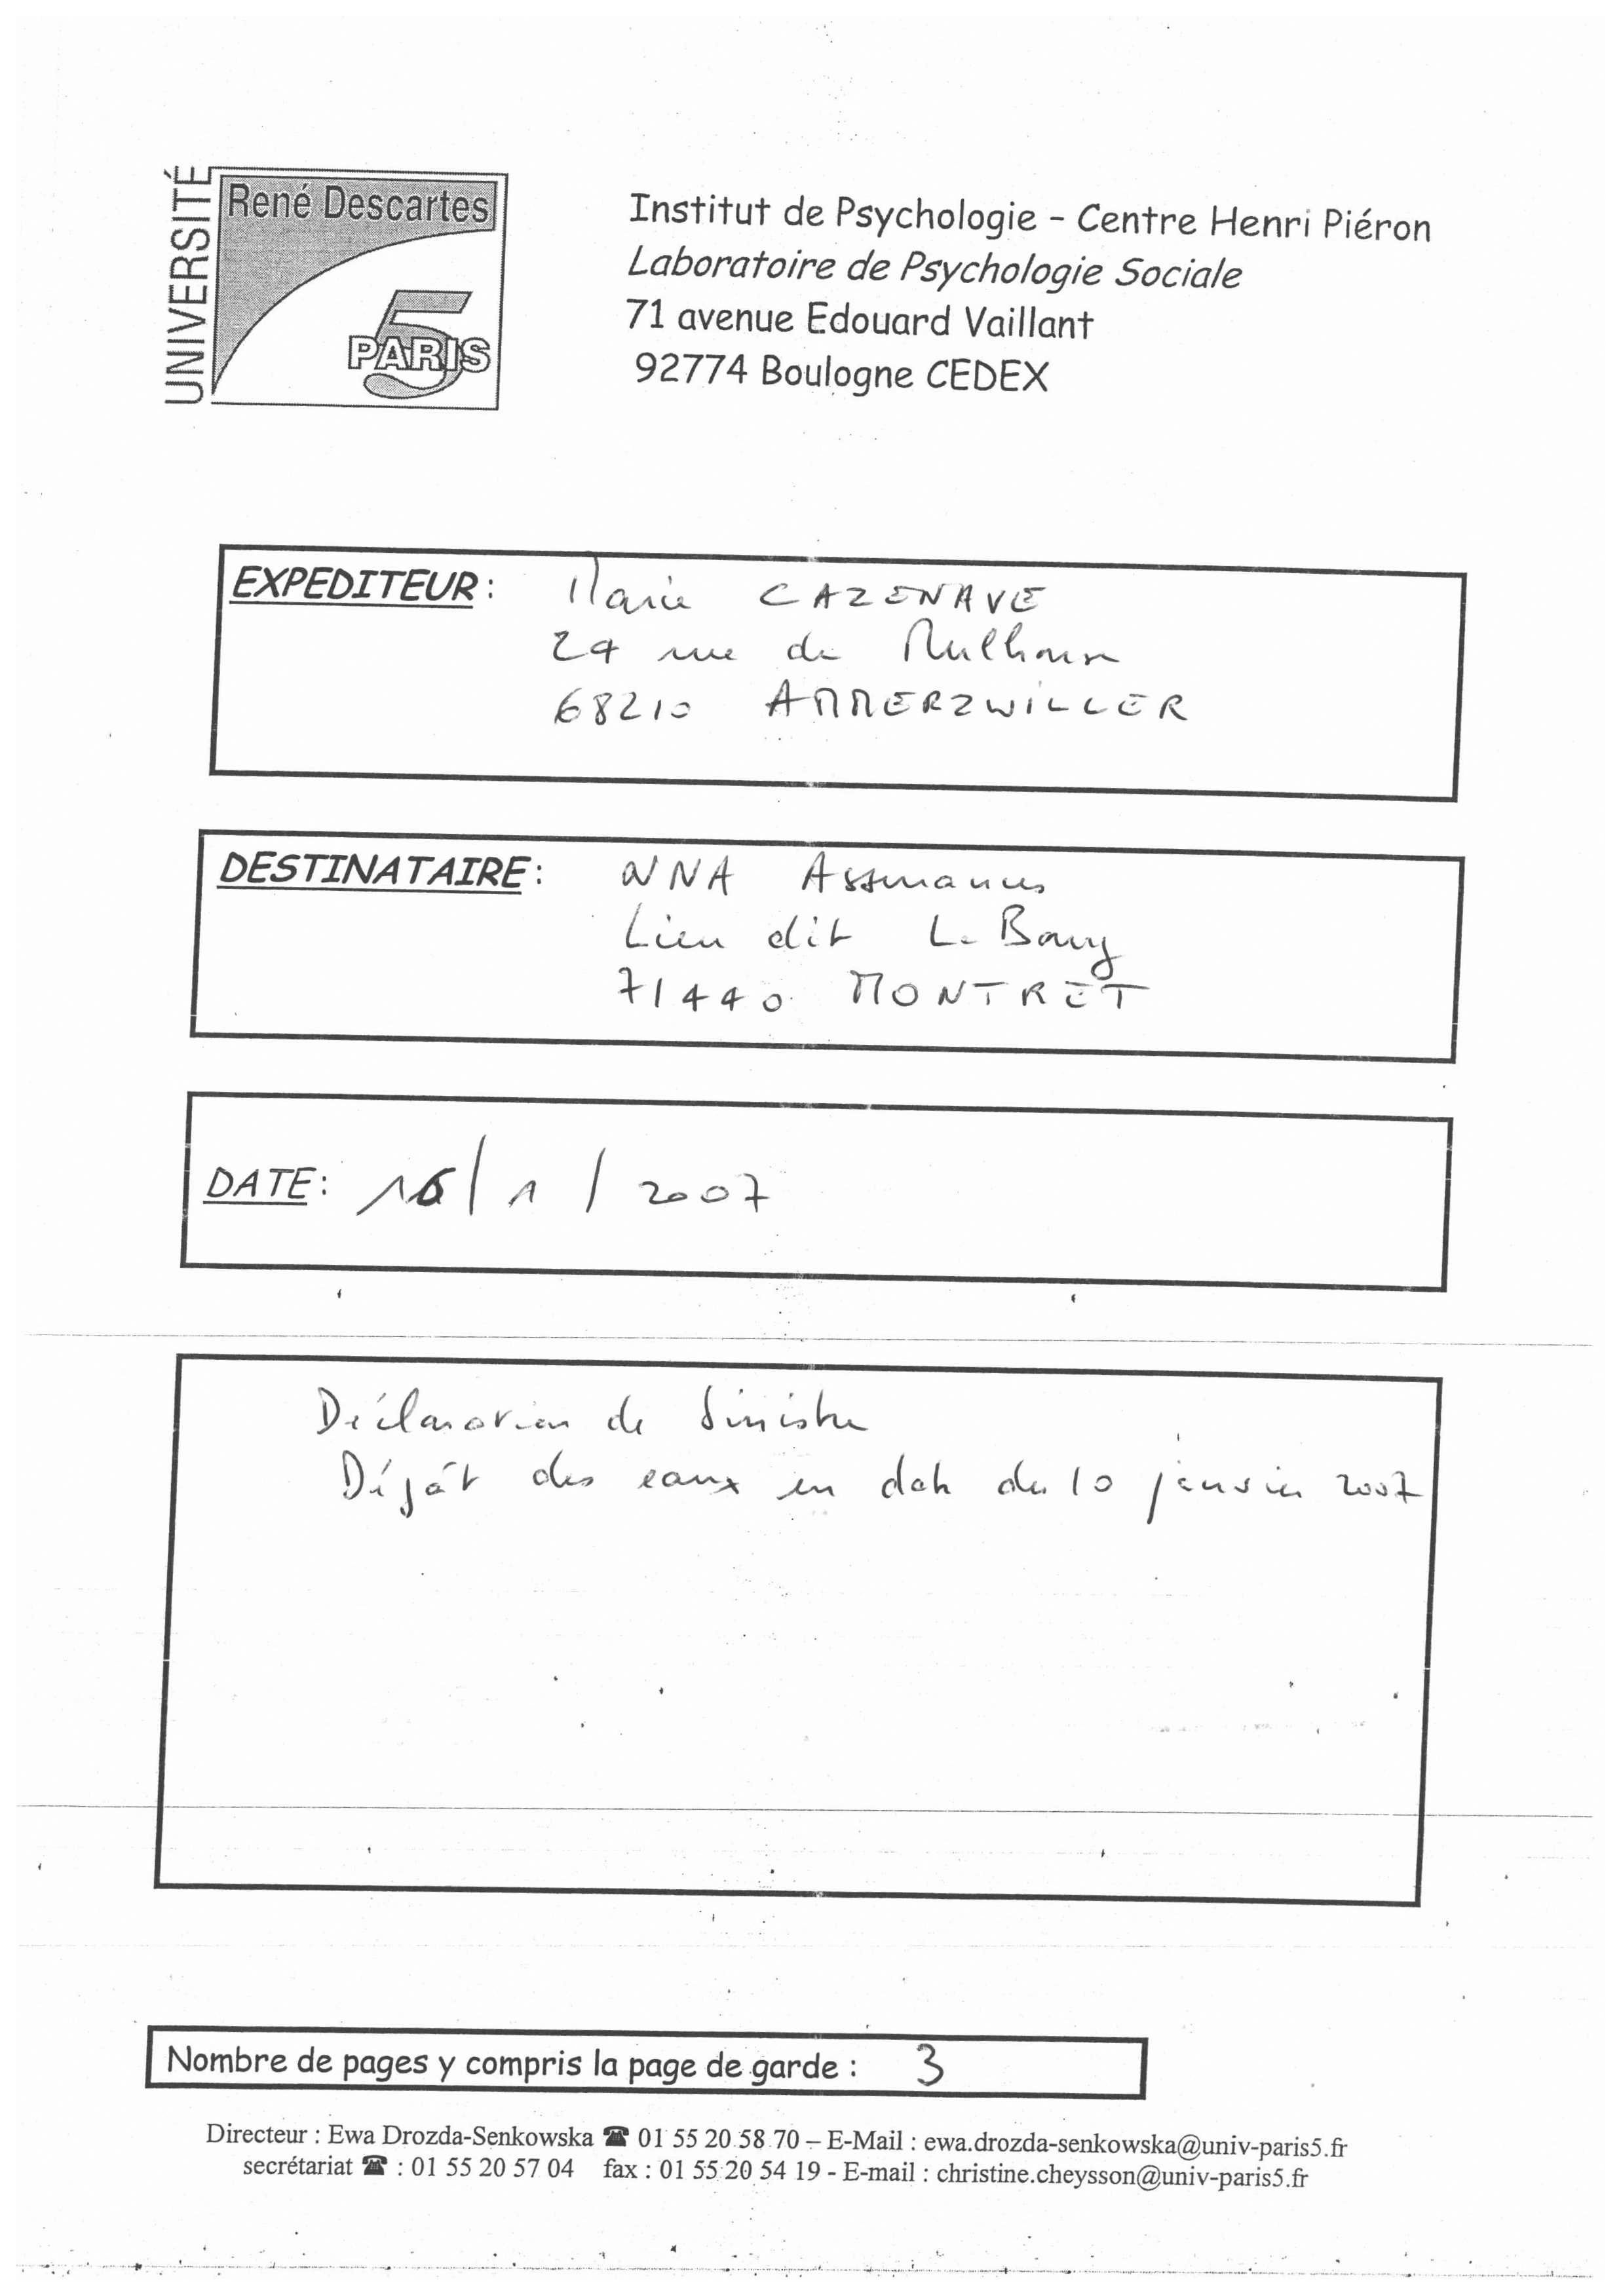 UNIVERSITÉ
René Descartes
PARIS 5
Institut de Psychologie - Centre Henri Piéron
Laboratoire de Psychologie Sociale
71 avenue Edouard Vaillant
92774 Boulogne CEDEX
EXPEDITEUR : Marie CAZENAVE
24 rue de Mulhouse
68210 AMMERZWILLER
DESTINATAIRE : NNA Assurances
Lieu dit Le Bourg
71440 MONTRET
DATE : 16/1/2007
Déclaration de Sinistre
Dégât des eaux en date du 10 janvier 2007
Nombre de pages y compris la page de garde : 3
Directeur : Ewa Drozda-Senkowska ☎ 01 55 20 58 70 – E-Mail : ewa.drozda-senkowska@univ-paris5.fr
secrétariat ☎ : 01 55 20 57 04 fax : 01 55 20 54 19 - E-mail : christine.cheysson@univ-paris5.fr